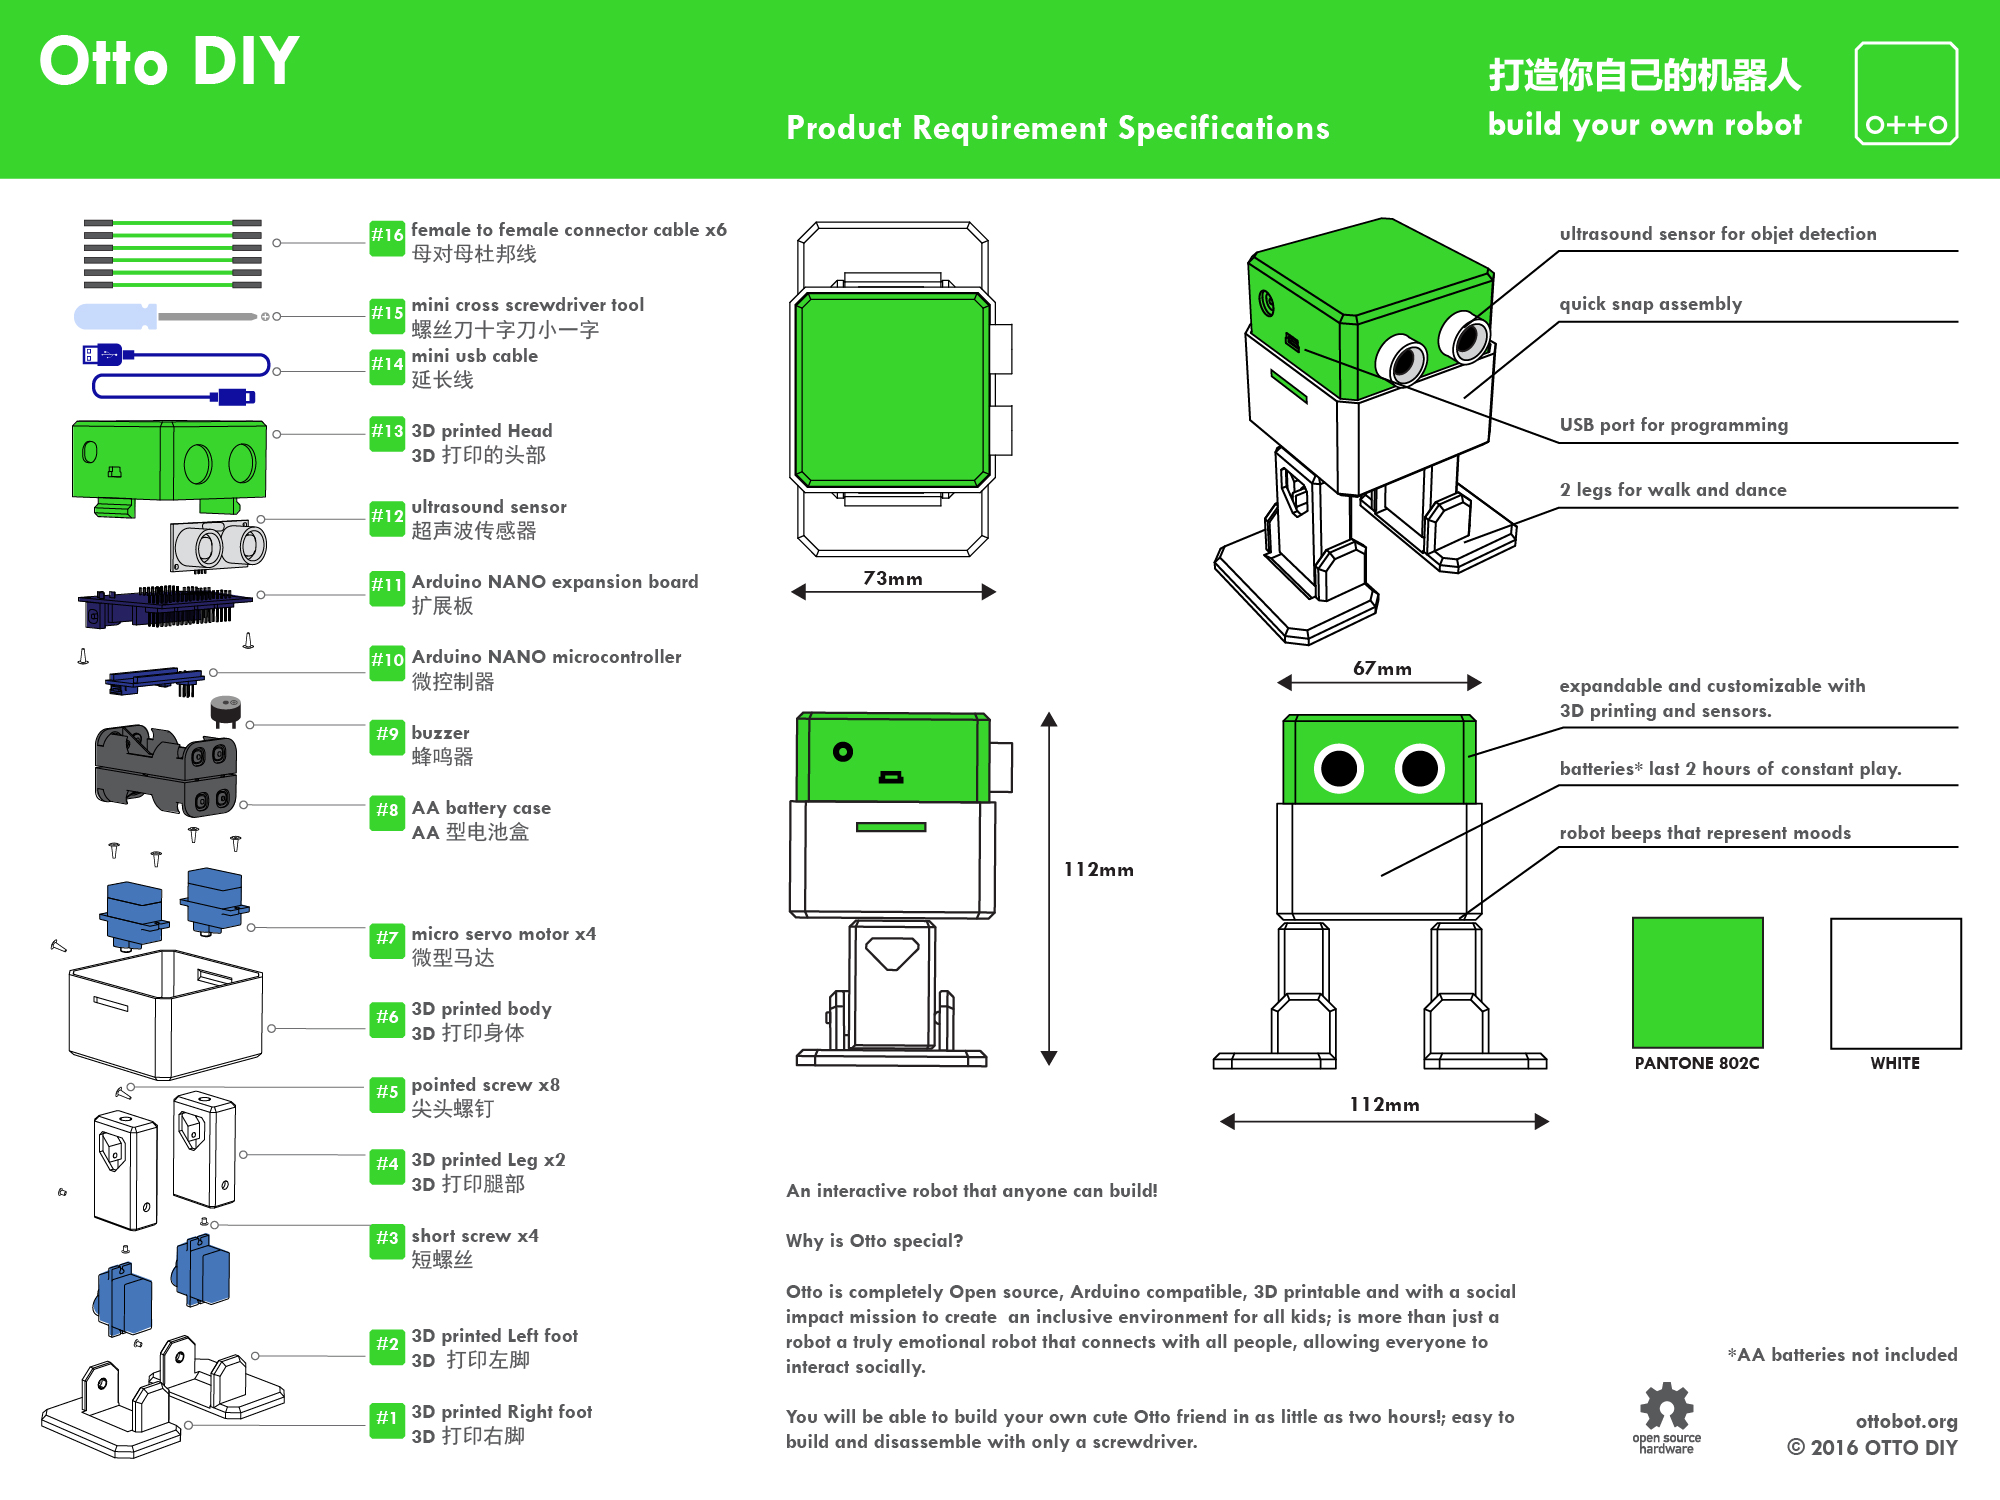 Otto DIY
Product Requirement Specifications
打造你自己的机器人
build your own robot
O++O
#16 female to female connector cable x6
母对母杜邦线
#15 mini cross screwdriver tool
螺丝刀十字刀小一字
#14 mini usb cable
延长线
#13 3D printed Head
3D 打印的头部
#12 ultrasound sensor
超声波传感器
#11 Arduino NANO expansion board
扩展板
#10 Arduino NANO microcontroller
微控制器
#9 buzzer
蜂鸣器
#8 AA battery case
AA 型电池盒
#7 micro servo motor x4
微型马达
#6 3D printed body
3D 打印身体
#5 pointed screw x8
尖头螺钉
#4 3D printed Leg x2
3D 打印腿部
#3 short screw x4
短螺丝
#2 3D printed Left foot
3D 打印左脚
#1 3D printed Right foot
3D 打印右脚
73mm
112mm
ultrasound sensor for objet detection
quick snap assembly
USB port for programming
2 legs for walk and dance
67mm
expandable and customizable with
3D printing and sensors.
batteries* last 2 hours of constant play.
robot beeps that represent moods
112mm
PANTONE 802C
WHITE
An interactive robot that anyone can build!
Why is Otto special?
Otto is completely Open source, Arduino compatible, 3D printable and with a social
impact mission to create an inclusive environment for all kids; is more than just a
robot a truly emotional robot that connects with all people, allowing everyone to
interact socially.
You will be able to build your own cute Otto friend in as little as two hours!; easy to
build and disassemble with only a screwdriver.
*AA batteries not included
open source
hardware
ottobot.org
© 2016 OTTO DIY